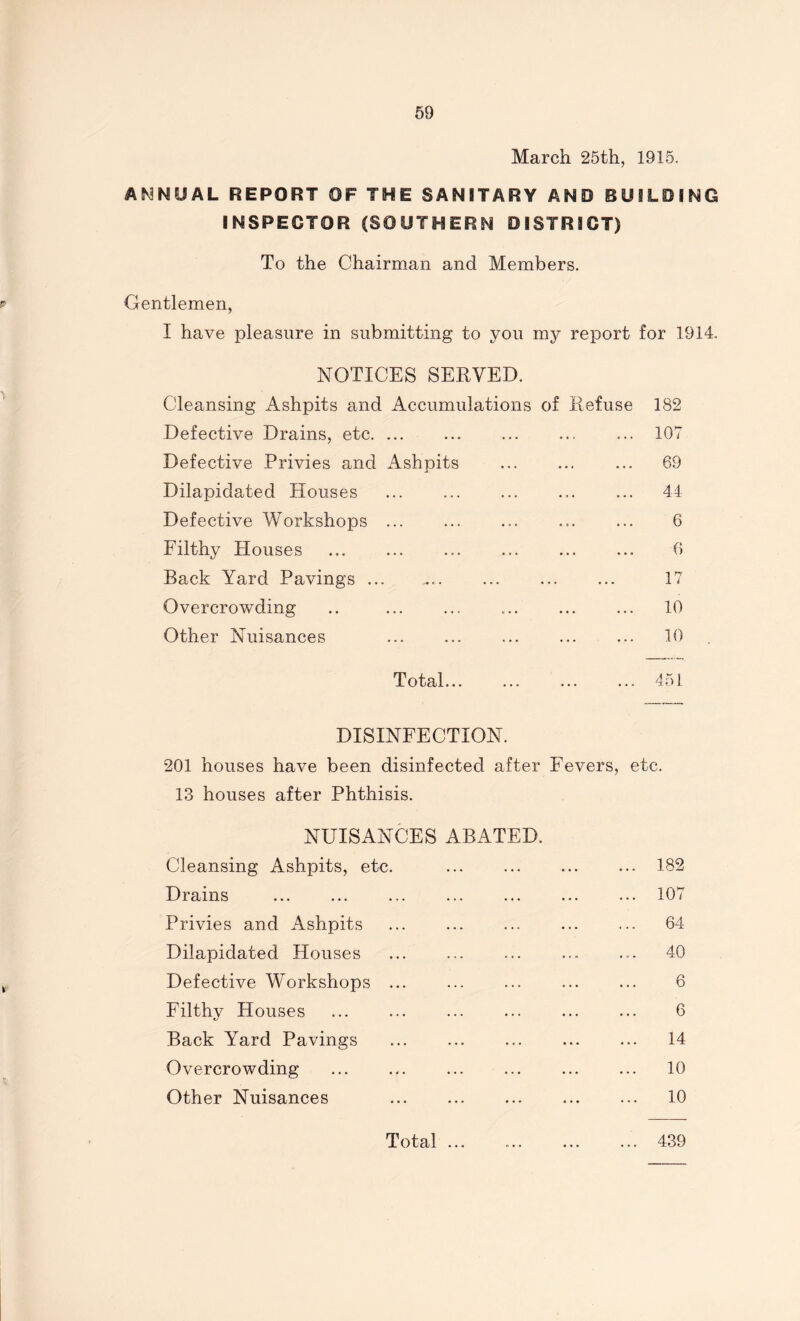 59
March 25th, 1915.
ANNUAL REPORT OF THE SANITARY AND BUILDING
INSPECTOR (SOUTHERN DISTRICT)
To the Chairman and Members.
Gentlemen,
I have pleasure in submitting to you my report for 1914.
NOTICES SERVED.
Cleansing Ashpits and Accumulations of Refuse 182
Defective Drains, etc. ... ... ... ... ... 107
Defective Privies and Ashpits ... ... ... 69
Dilapidated Houses ... ... ... ... ... 44
Defective Workshops ... ... ... ... ... 6
Filthy Houses ... ... ... ... ... ... 6
Back Yard Pavings ... ... ... ... ... 17
Overcrowding .. ... ... ... ... ... 10
Other Nuisances ... ... ... ... ... 10
Total... ... ... ... 451
DISINFECTION.
201 houses have been disinfected after Fevers, etc.
13 houses after Phthisis.
NUISANCES ABATED.
Cleansing Ashpits, etc. ... ... ... ... 182
Drains ... ... ... ... ... ... ... 107
Privies and Ashpits ... ... ... ... ... 64
Dilapidated Houses ... ... ... ... ... 40
Defective Workshops ... ... ... ... ... 6
Filthy Houses ... ... ... ... ... ... 6
Back Yard Pavings ... ... ... ... ... 14
Overcrowding ... ... ... ... ... ... 10
Other Nuisances ... ... ... ... ... 10
Total ... ... ... ... 439